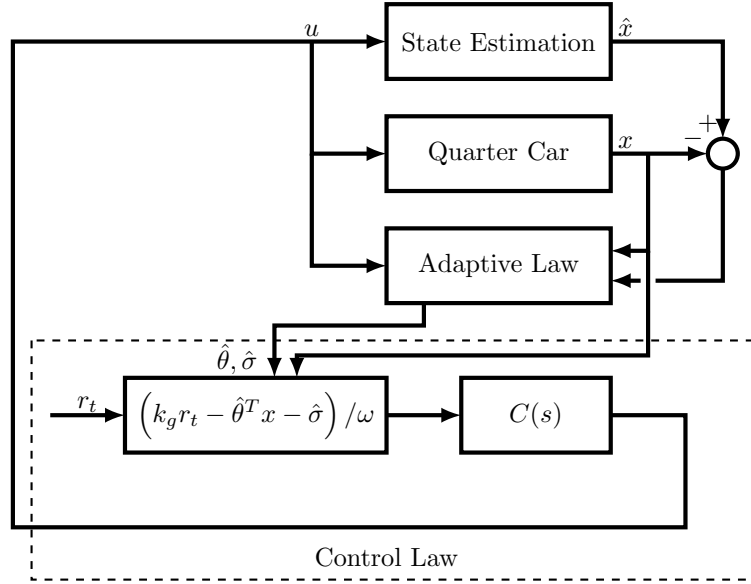 u
State Estimation
x̂
+
−
Quarter Car
x
Adaptive Law
θ̂, σ̂
r_t
(k_g r_t − θ̂^T x − σ̂) /ω
C(s)
Control Law